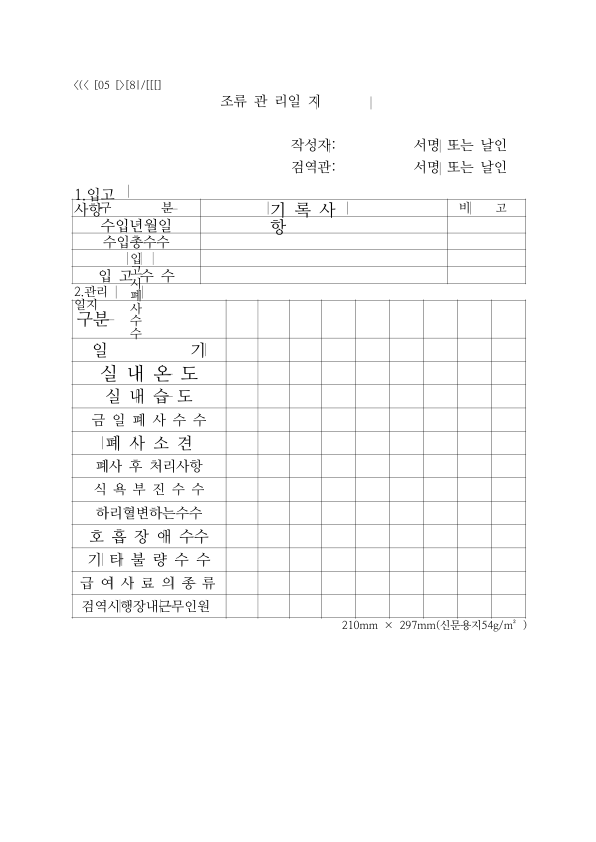 <(< [05 [>[8]/[[[]
조류 관 리일 지
작성자: 서명 또는 날인
검역관: 서명 또는 날인
1.입고
사항
구 분 기 록 사 항 비 고
수입년월일
수입총수수
입고시폐사수수
입 고 수 수
2.관리
일지
구분
일 기
실 내 온 도
실 내 습 도
금 일 폐 사 수 수
폐 사 소 견
폐사 후 처리사항
식 욕 부 진 수 수
하리혈변하는수수
호 흡 장 애 수수
기 타 불 량 수 수
급 여 사 료 의 종 류
검역시행장내근무인원
210mm × 297mm(신문용지54g/m² )